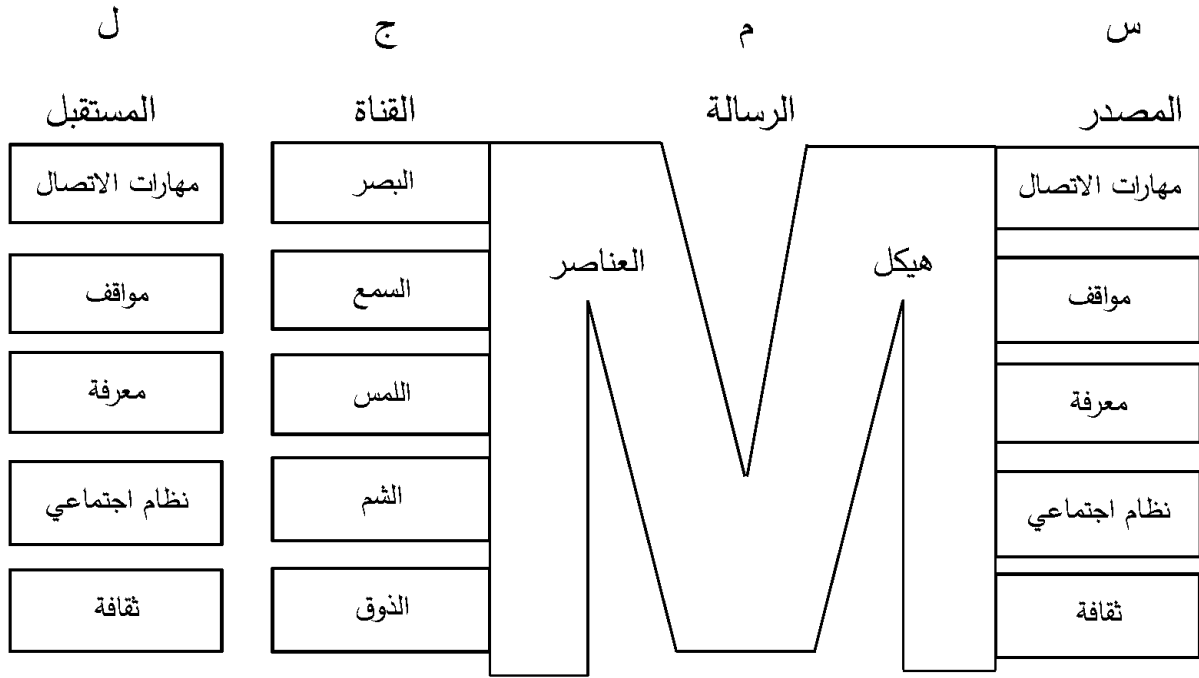 س م ج ل
المصدر الرسالة القناة المستقبل
مهارات الاتصال البصر مهارات الاتصال
هيكل العناصر
مواقف السمع مواقف
معرفة اللمس معرفة
نظام اجتماعي الشم نظام اجتماعي
ثقافة الذوق ثقافة